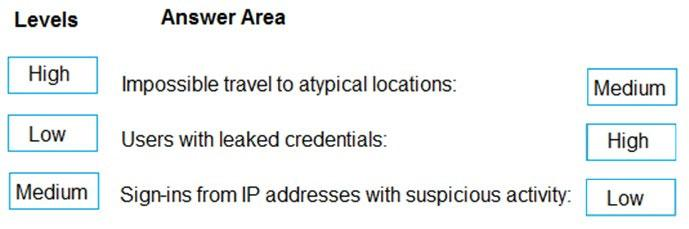 Levels Answer Area
High
Impossible travel to atypical locations: Medium
Low Users with leaked credentials: High
Medium Sign-ins from IP addresses with suspicious activity: Low